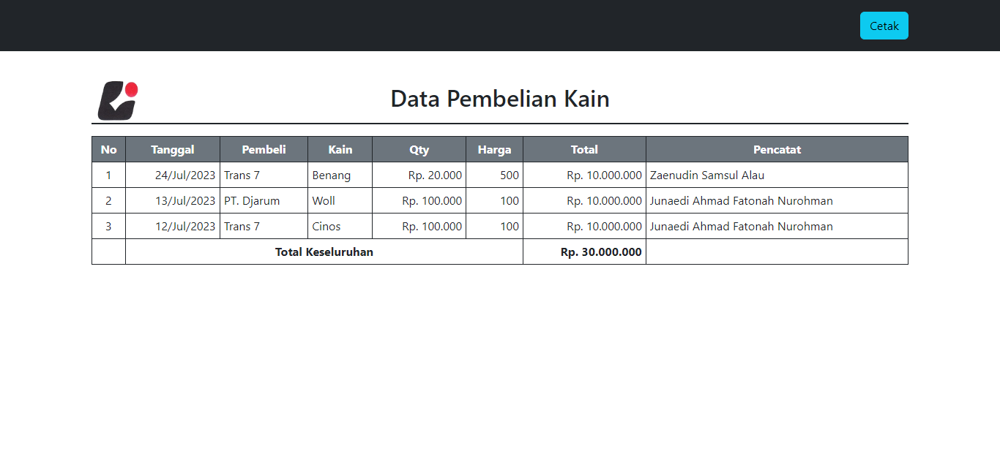 Cetak
Data Pembelian Kain
No Tanggal Pembeli Kain Qty Harga Total Pencatat
1 24/Jul/2023 Trans 7 Benang Rp. 20.000 500 Rp. 10.000.000 Zaenudin Samsul Alau
2 13/Jul/2023 PT. Djarum Woll Rp. 100.000 100 Rp. 10.000.000 Junaedi Ahmad Fatonah Nurohman
3 12/Jul/2023 Trans 7 Cinos Rp. 100.000 100 Rp. 10.000.000 Junaedi Ahmad Fatonah Nurohman
Total Keseluruhan Rp. 30.000.000